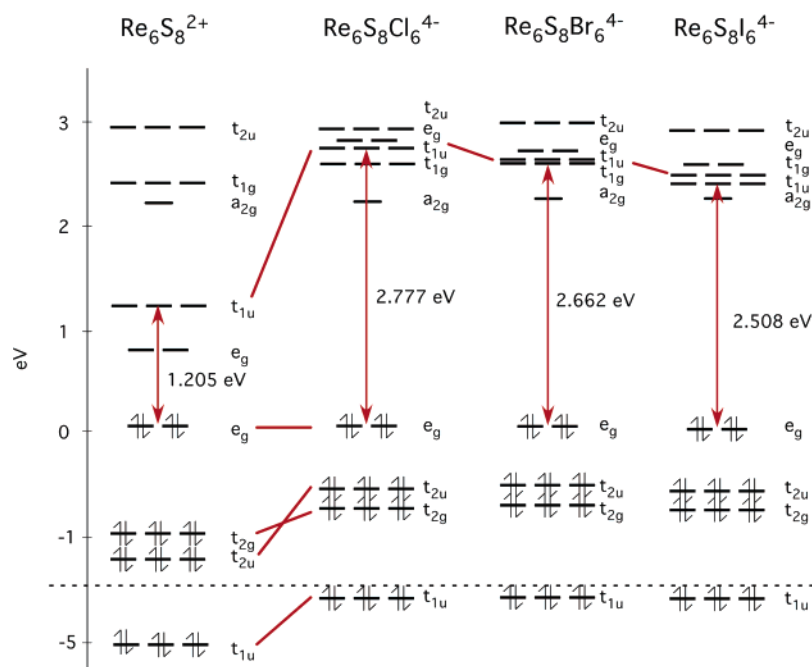 Re6S8 2+ Re6S8Cl6 4- Re6S8Br6 4- Re6S8I6 4-
eV
3
2
1
0
-1
-5
t2u
t1g
a2g
t1u
eg
1.205 eV
eg
t2g
t2u
t1u
t2u
eg
t1u
t1g
a2g
2.777 eV
eg
t2u
t2g
t1u
t2u
eg
t1u
t1g
a2g
2.662 eV
eg
t2u
t2g
t1u
t2u
eg
t1g
t1u
a2g
2.508 eV
eg
t2u
t2g
t1u